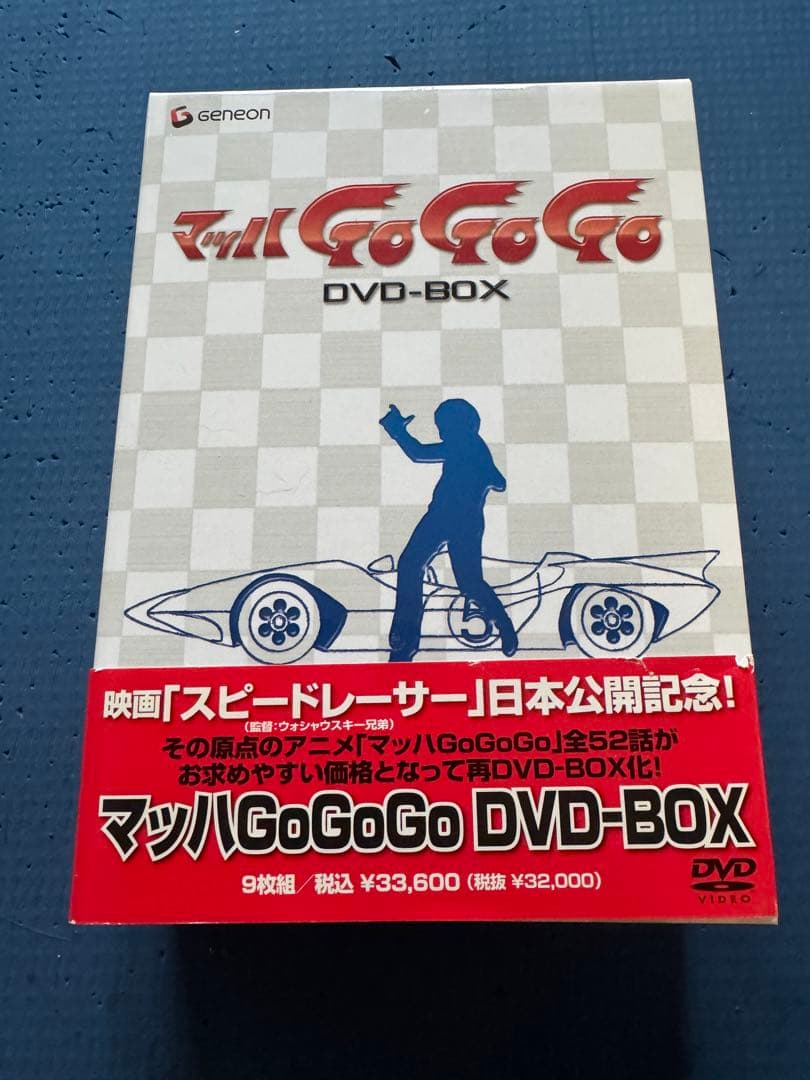 Geneon
マッハGoGoGo
DVD-BOX
5
映画「スピードレーサー」日本公開記念!
(監督:ウォシャウスキー兄弟)
その原点のアニメ「マッハGoGoGo」全52話が
お求めやすい価格となって再DVD-BOX化!
マッハGoGoGo DVD-BOX
9枚組/税込 ¥33,600(税抜 ¥32,000)
DVD
VIDEO